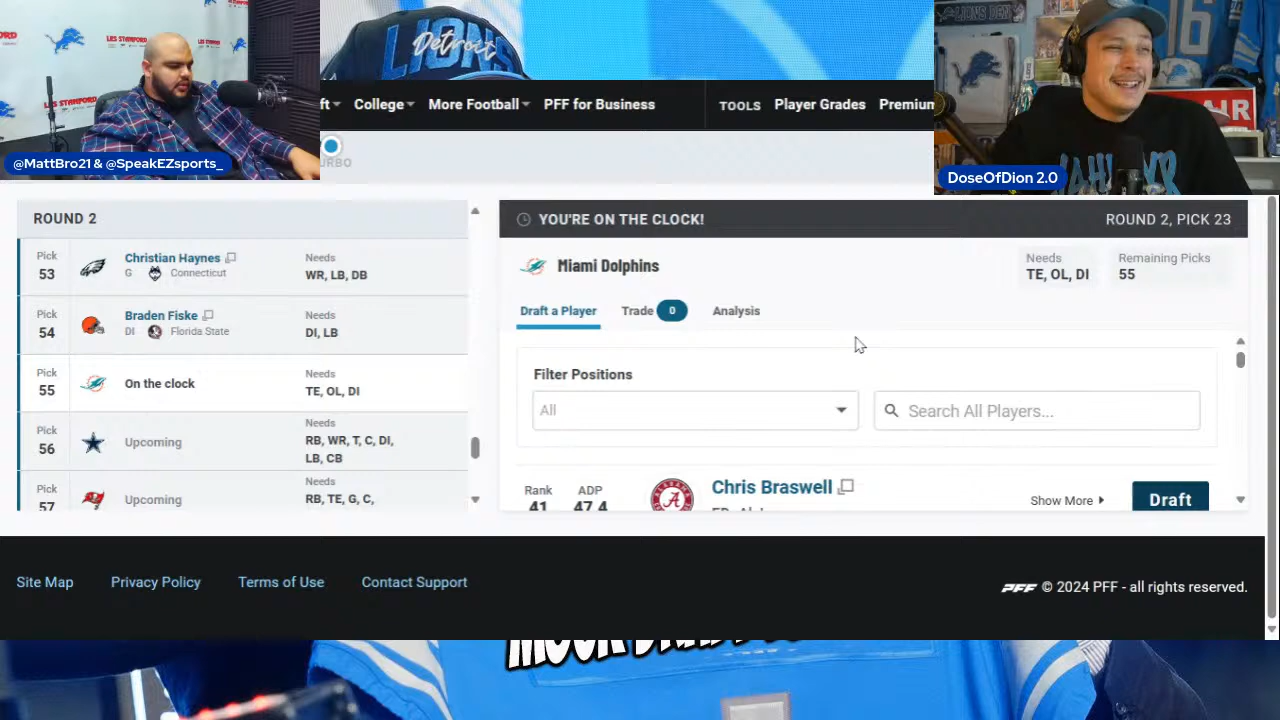 LES STANFORD
@MattBro21 & @SpeakEZsports_
LIONS
Detroit
DoseOfDion 2.0
16
ft
College
More Football
PFF for Business
TOOLS
Player Grades
Premium
URBO
ROUND 2
Pick 53
Christian Haynes
G Connecticut
Needs
WR, LB, DB
Pick 54
Braden Fiske
DI Florida State
Needs
DI, LB
Pick 55
On the clock
Needs
TE, OL, DI
Pick 56
Upcoming
Needs
RB, WR, T, C, DI,
LB, CB
Pick 57
Upcoming
Needs
RB, TE, G, C,
YOU'RE ON THE CLOCK!
ROUND 2, PICK 23
Miami Dolphins
Needs
TE, OL, DI
Remaining Picks
55
Draft a Player
Trade 0
Analysis
Filter Positions
All
Search All Players...
Rank
41
ADP
47.4
Chris Braswell
Show More
Draft
Site Map
Privacy Policy
Terms of Use
Contact Support
PFF © 2024 PFF - all rights reserved.